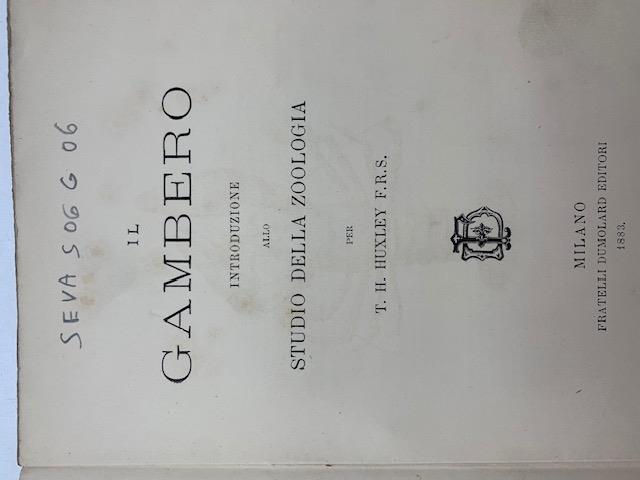 SEVA S 06 G 06
IL
GAMBERO
INTRODUZIONE
ALLO
STUDIO DELLA ZOOLOGIA
PER
T. H. HUXLEY F.R.S.
MILANO
FRATELLI DUMOLARD EDITORI
1883.